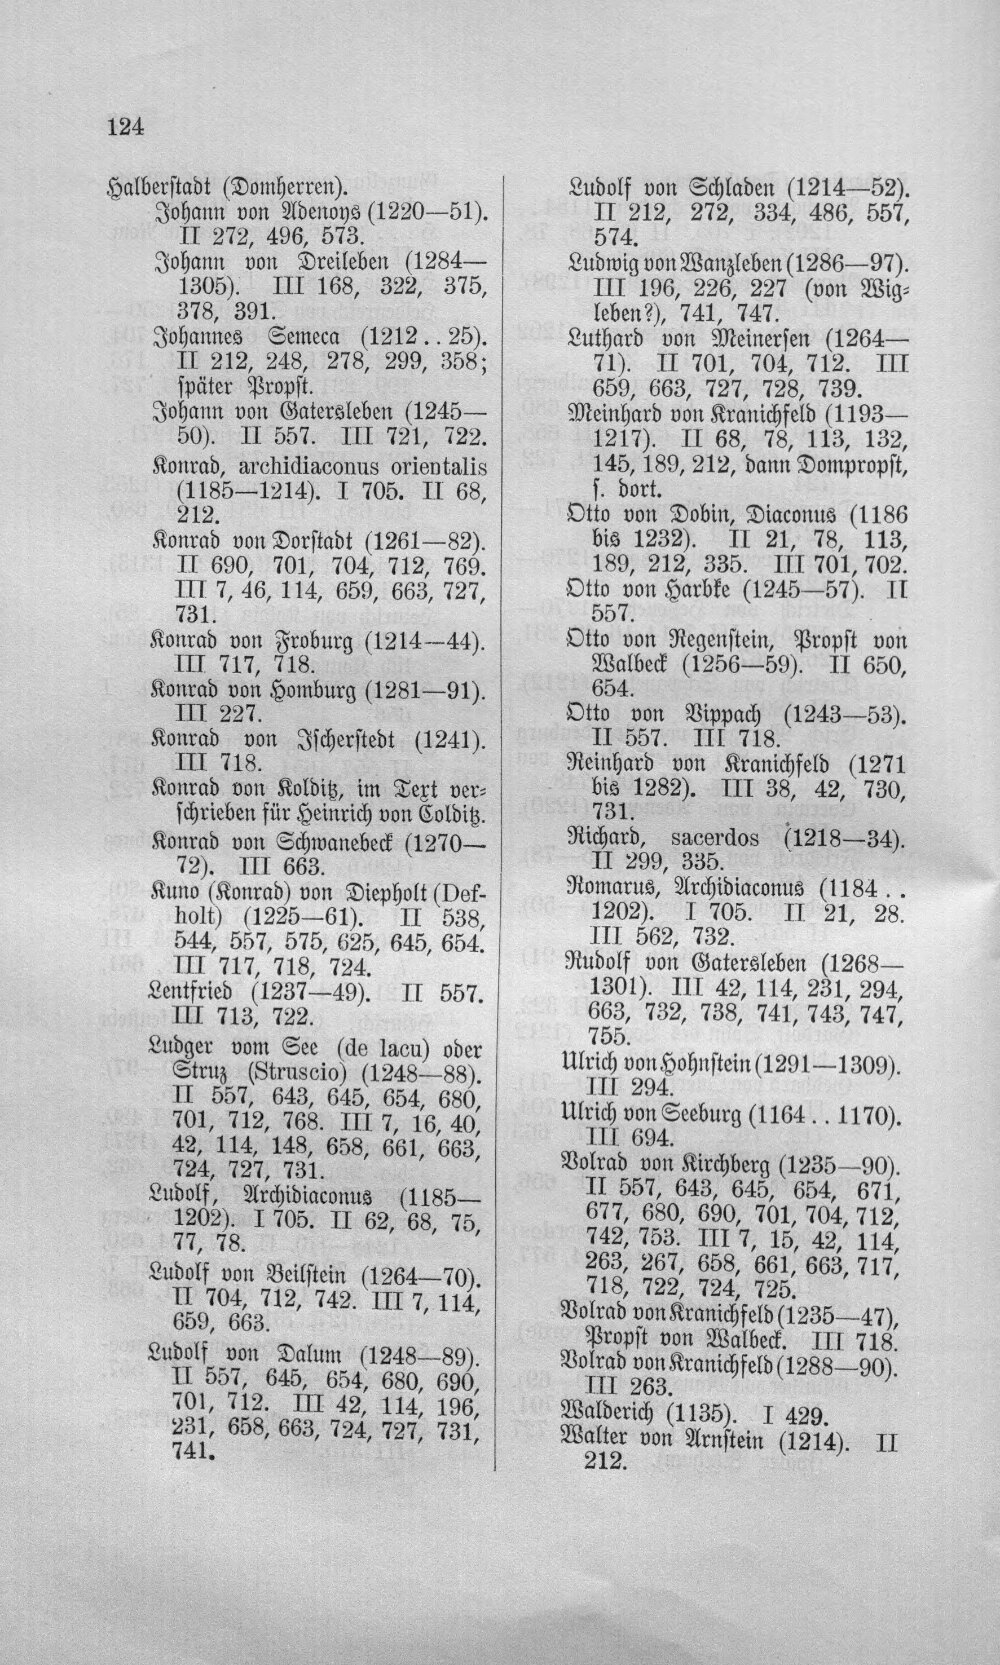 124
Halberstadt (Domherren).
Johann von Adenoys (1220—51).
II 272, 496, 573.
Johann von Dreileben (1284—
1305). III 168, 322, 375,
378, 391.
Johannes Semeca (1212 . . 25).
II 212, 248, 278, 299, 358;
später Propst.
Johann von Gatersleben (1245—
50). II 557. III 721, 722.
Konrad, archidiaconus orientalis
(1185—1214). I 705. II 68,
212.
Konrad von Dorstadt (1261—82).
II 690, 701, 704, 712, 769.
III 7, 46, 114, 659, 663, 727,
731.
Konrad von Froburg (1214—44).
III 717, 718.
Konrad von Homburg (1281—91).
III 227.
Konrad von Ischerstedt (1241).
III 718.
Konrad von Kolditz, im Text ver-
schrieben für Heinrich von Colditz.
Konrad von Schwanebeck (1270—
72). III 663.
Kuno (Konrad) von Diepholt (Def-
holt) (1225—61). II 538,
544, 557, 575, 625, 645, 654.
III 717, 718, 724.
Lentfried (1237—49). II 557.
III 713, 722.
Ludger vom See (de lacu) oder
Struz (Struscio) (1248—88).
II 557, 643, 645, 654, 680,
701, 712, 768. III 7, 16, 40,
42, 114, 148, 658, 661, 663,
724, 727, 731.
Ludolf, Archidiaconus (1185—
1202). I 705. II 62, 68, 75,
77, 78.
Ludolf von Beilstein (1264—70).
II 704, 712, 742. III 7, 114,
659, 663.
Ludolf von Dalum (1248—89).
II 557, 645, 654, 680, 690,
701, 712. III 42, 114, 196,
231, 658, 663, 724, 727, 731,
741.
Ludolf von Schladen (1214—52).
II 212, 272, 334, 486, 557,
574.
Ludwig von Wanzleben (1286—97).
III 196, 226, 227 (von Wig-
leben?), 741, 747.
Luthard von Meinersen (1264—
71). II 701, 704, 712. III
659, 663, 727, 728, 739.
Meinhard von Kranichfeld (1193—
1217). II 68, 78, 113, 132,
145, 189, 212, dann Dompropst,
s. dort.
Otto von Dobin, Diaconus (1186
bis 1232). II 21, 78, 113,
189, 212, 335. III 701, 702.
Otto von Harbke (1245—57). II
557.
Otto von Regenstein, Propst von
Walbeck (1256—59). II 650,
654.
Otto von Vippach (1243—53).
II 557. III 718.
Reinhard von Kranichfeld (1271
bis 1282). III 38, 42, 730,
731.
Richard, sacerdos (1218—34).
II 299, 335.
Romarus, Archidiaconus (1184 . .
1202). I 705. II 21, 28.
III 562, 732.
Rudolf von Gatersleben (1268—
1301). III 42, 114, 231, 294,
663, 732, 738, 741, 743, 747,
755.
Ulrich von Hohnstein (1291—1309).
III 294.
Ulrich von Seeburg (1164 . . 1170).
III 694.
Volrad von Kirchberg (1235—90).
II 557, 643, 645, 654, 671,
677, 680, 690, 701, 704, 712,
742, 753. III 7, 15, 42, 114,
263, 267, 658, 661, 663, 717,
718, 722, 724, 725.
Volrad von Kranichfeld (1235—47),
Propst von Walbeck. III 718.
Volrad von Kranichfeld (1288—90).
III 263.
Walderich (1135). I 429.
Walter von Arnstein (1214). II
212.